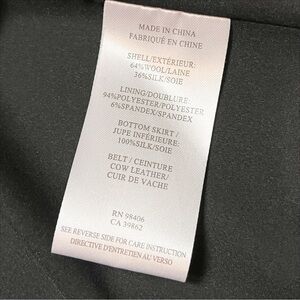 MADE IN CHINA
FABRIQUÉ EN CHINE
SHELL/EXTÉRIEUR:
64%WOOL/LAINE
36%SILK/SOIE
LINING/DOUBLURE:
94%POLYESTER/POLYESTER
6%SPANDEX/SPANDEX
BOTTOM SKIRT /
JUPE INFÉRIEURE:
100%SILK/SOIE
BELT / CEINTURE
COW LEATHER/
CUIR DE VACHE
RN 98406
CA 39862
SEE REVERSE SIDE FOR CARE INSTRUCTION
DIRECTIVE D'ENTRETIEN AU VERSO